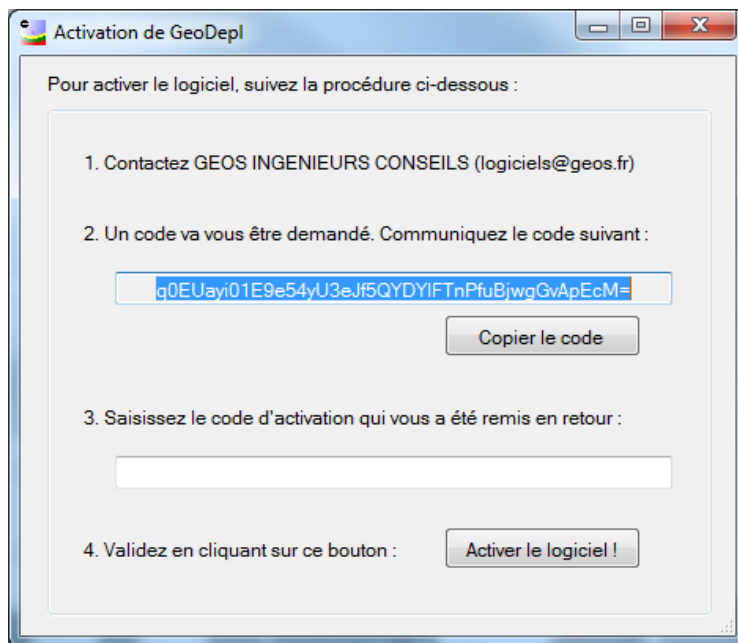 Activation de GeoDepl
Pour activer le logiciel, suivez la procédure ci-dessous :
1. Contactez GEOS INGENIEURS CONSEILS (logiciels@geos.fr)
2. Un code va vous être demandé. Communiquez le code suivant :
q0EUayi01E9e54yU3eJf5QYDYIFTnPfuBjwgGvApEcM=
Copier le code
3. Saisissez le code d'activation qui vous a été remis en retour :
4. Validez en cliquant sur ce bouton :
Activer le logiciel !